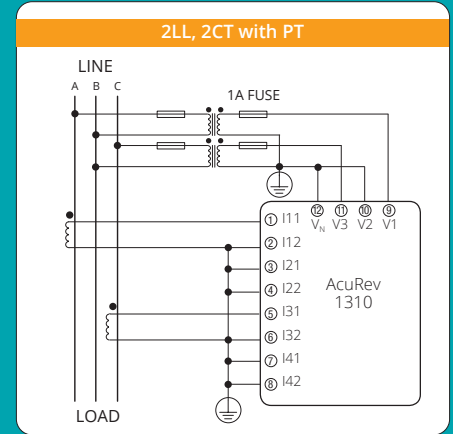 2LL, 2CT with PT
LINE
A B C
1A FUSE
⑫ ⑪ ⑩ ⑨
VN V3 V2 V1
① I11
② I12
③ I21
④ I22
⑤ I31
⑥ I32
⑦ I41
⑧ I42
AcuRev
1310
LOAD